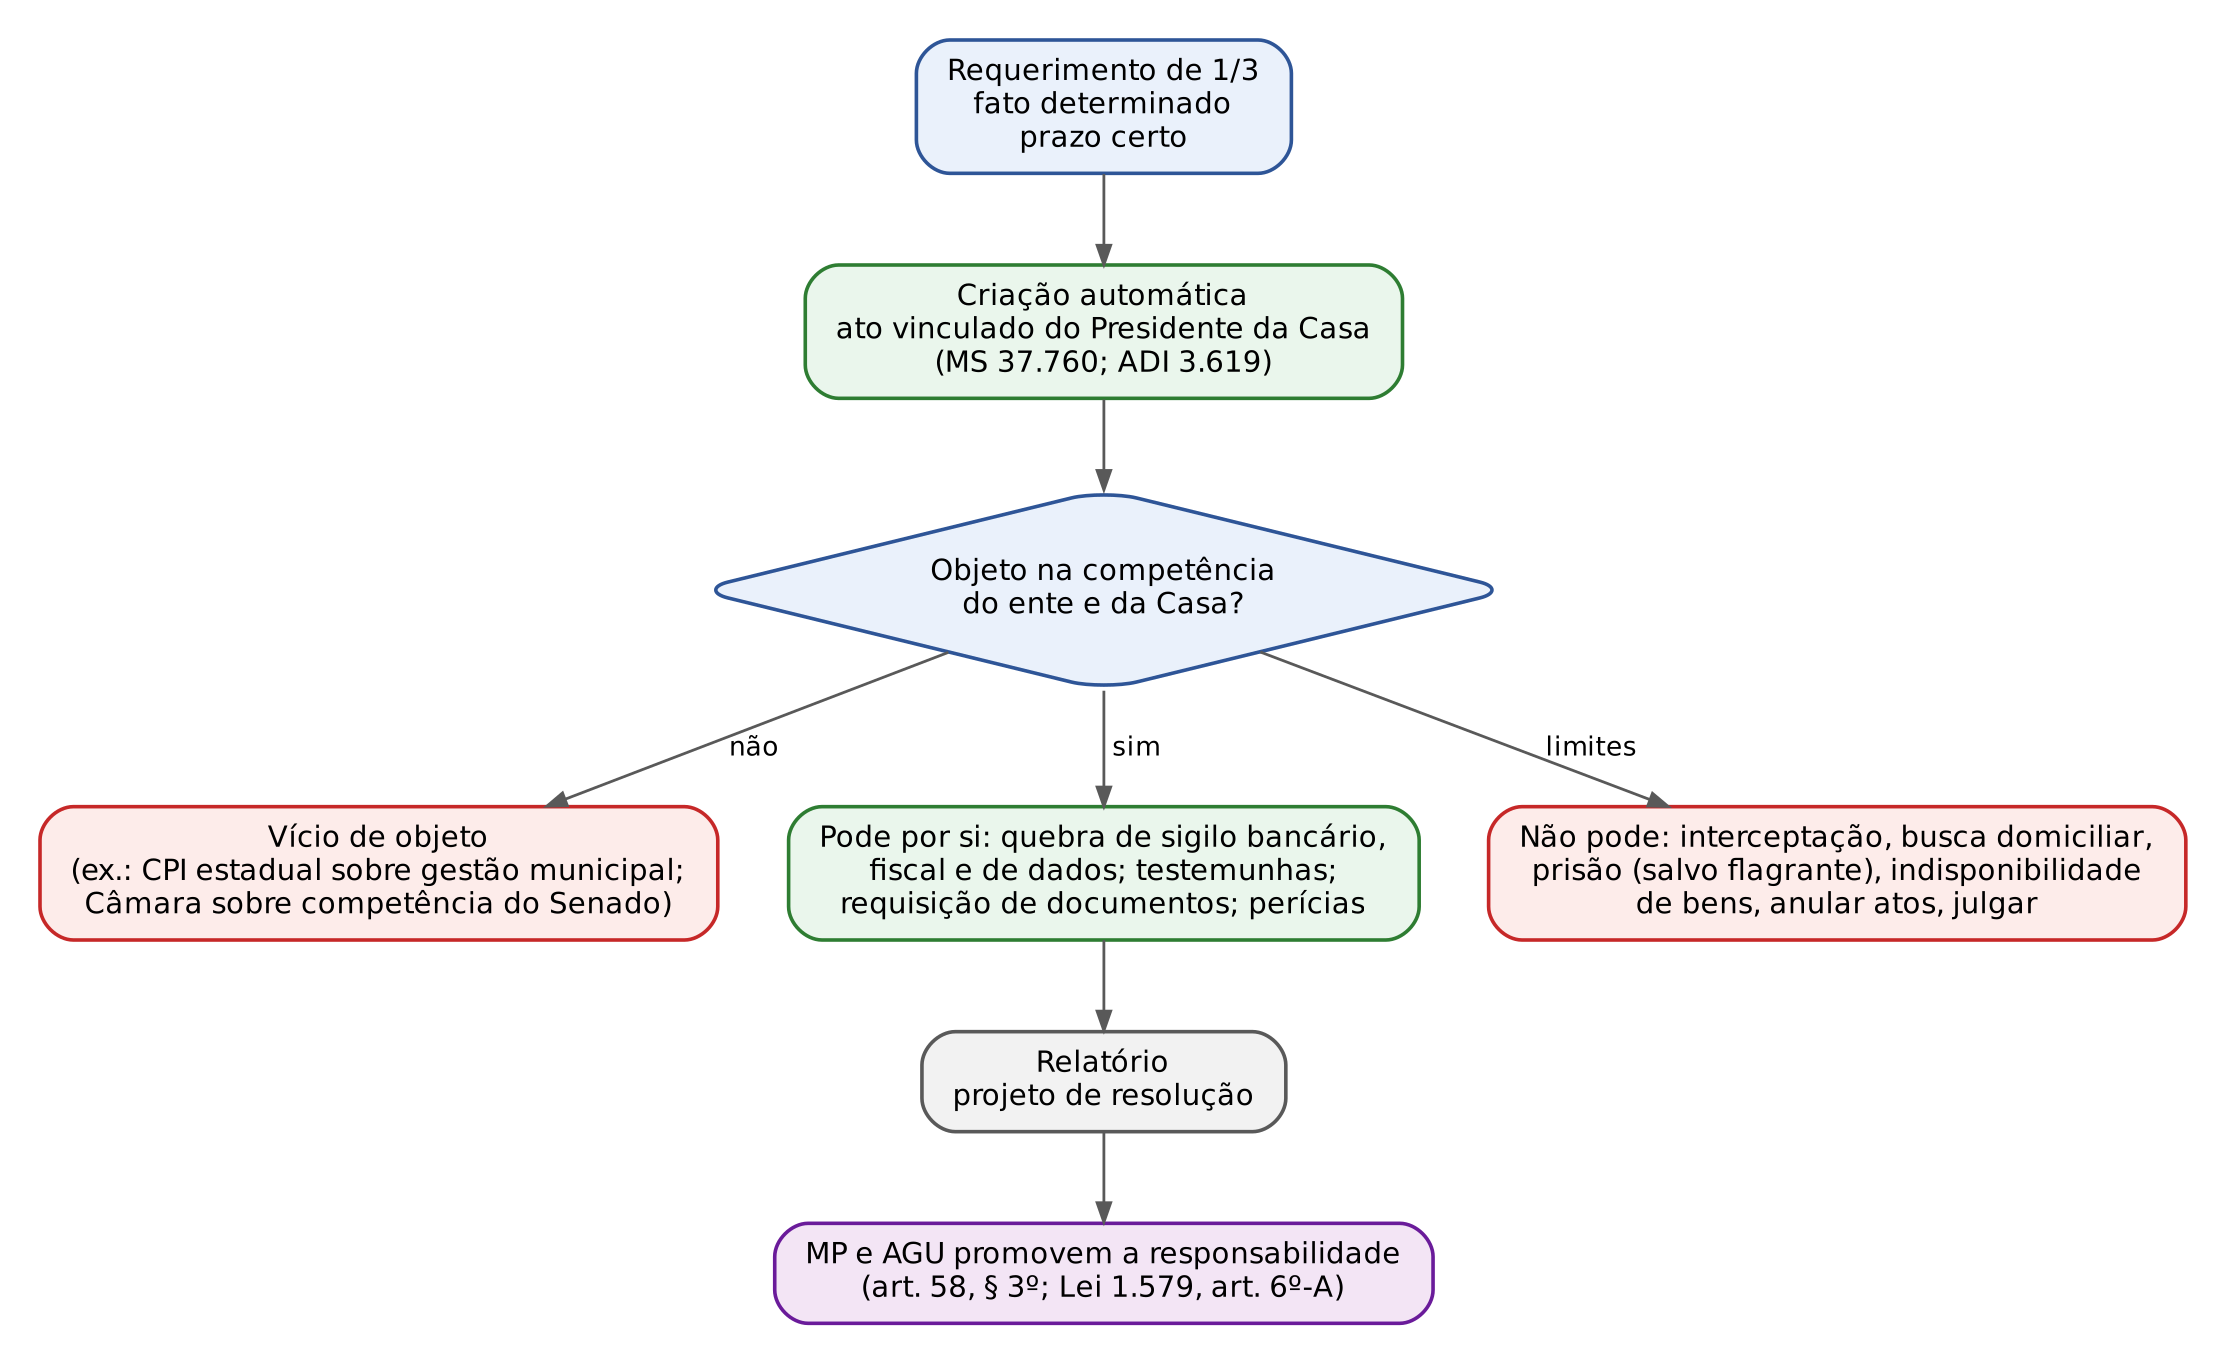 Requerimento de 1/3
fato determinado
prazo certo
Criação automática
ato vinculado do Presidente da Casa
(MS 37.760; ADI 3.619)
Objeto na competência
do ente e da Casa?
não
sim
limites
Vício de objeto
(ex.: CPI estadual sobre gestão municipal;
Câmara sobre competência do Senado)
Pode por si: quebra de sigilo bancário,
fiscal e de dados; testemunhas;
requisição de documentos; perícias
Não pode: interceptação, busca domiciliar,
prisão (salvo flagrante), indisponibilidade
de bens, anular atos, julgar
Relatório
projeto de resolução
MP e AGU promovem a responsabilidade
(art. 58, § 3º; Lei 1.579, art. 6º-A)